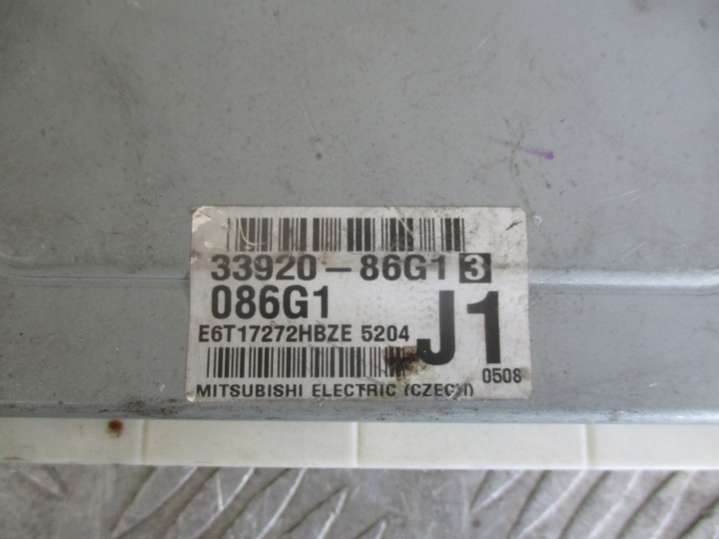 33920-86G1 3
086G1
E6T17272HBZE 5204
J1
0508
MITSUBISHI ELECTRIC (CZECH)